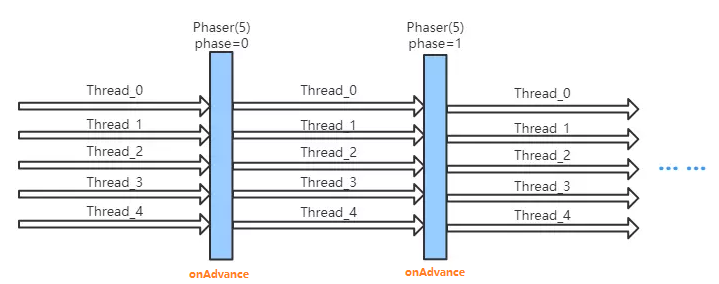 Phaser(5)
phase=0
Phaser(5)
phase=1
Thread_0
Thread_0
Thread_0
Thread_1
Thread_1
Thread_1
Thread_2
Thread_2
Thread_2
Thread_3
Thread_3
Thread_3
Thread_4
Thread_4
Thread_4
... ...
onAdvance
onAdvance